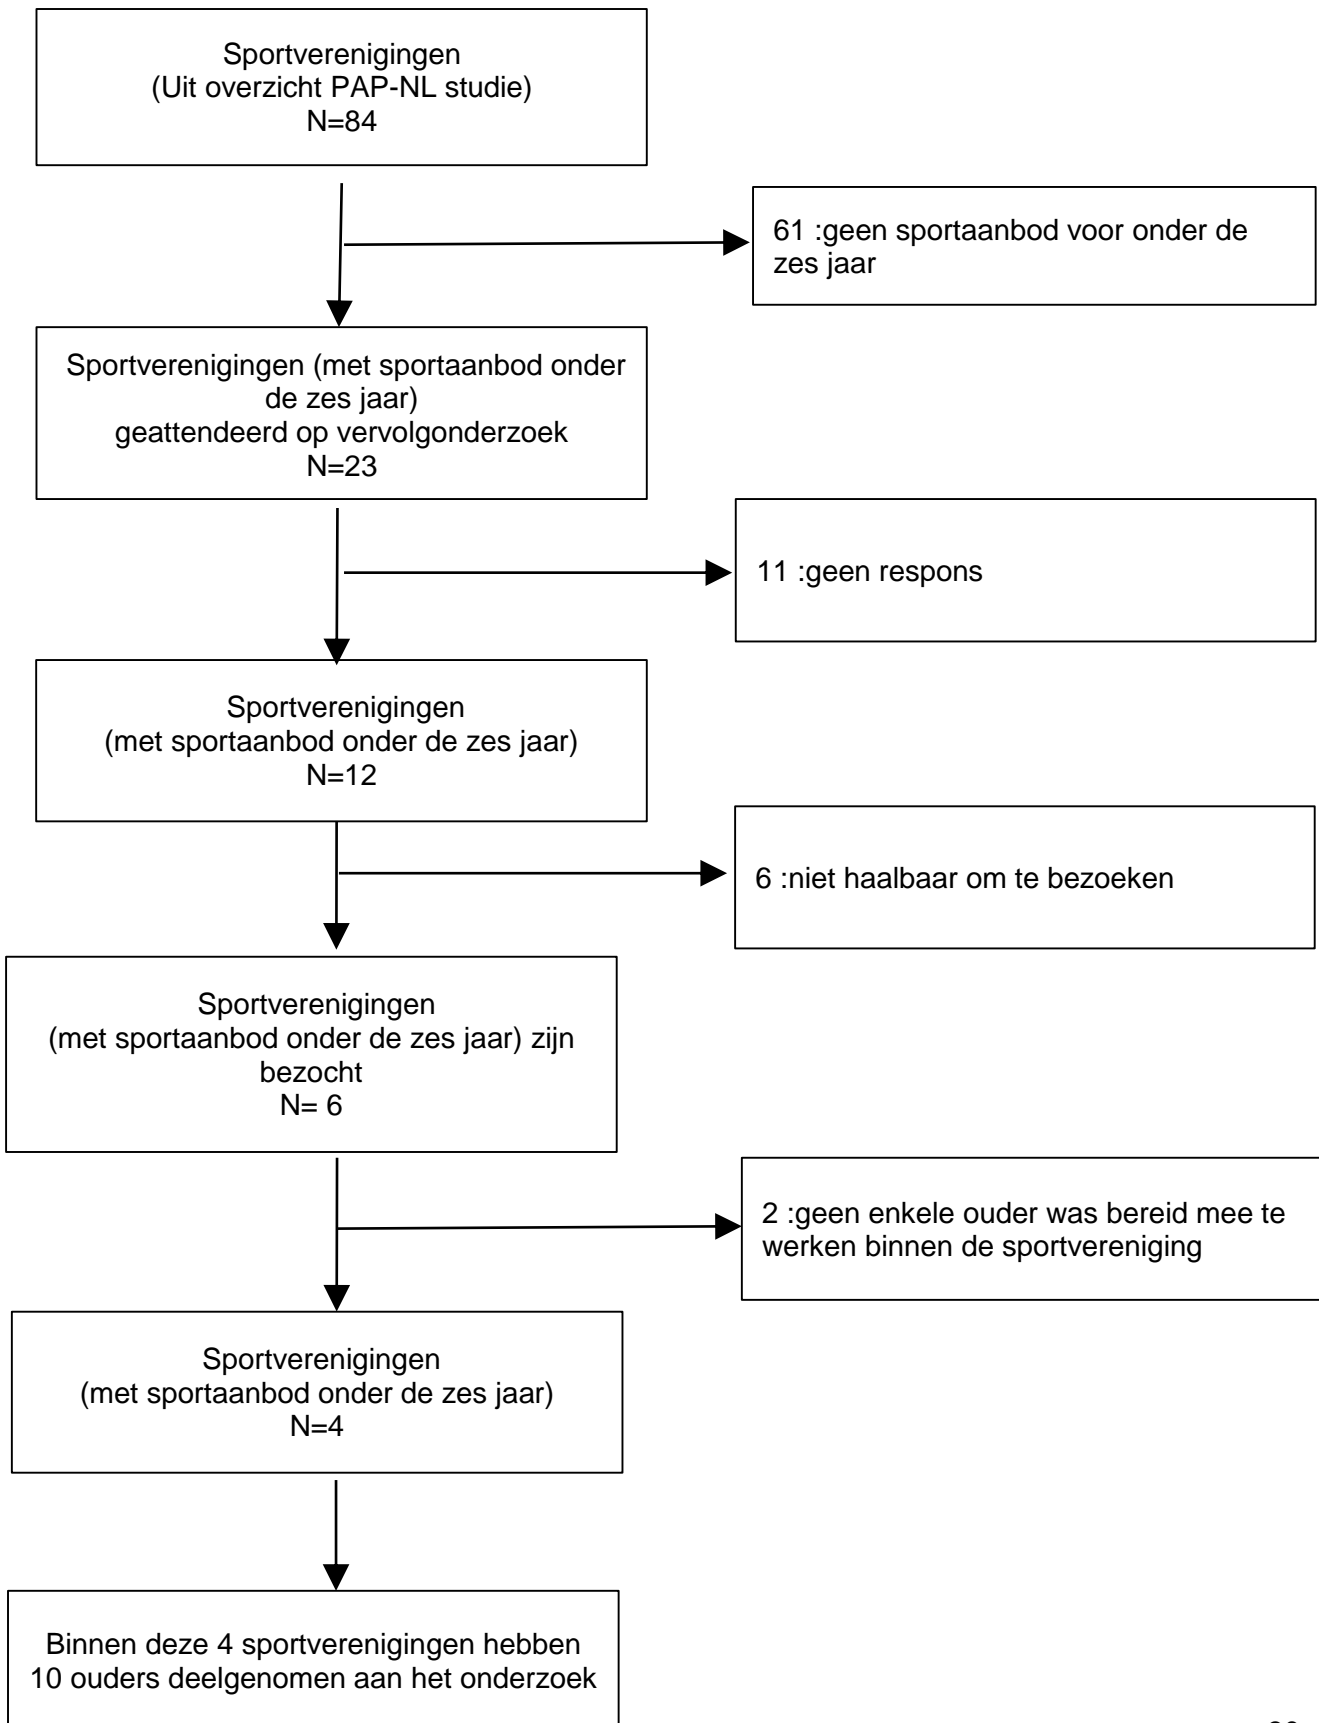 Sportverenigingen
(Uit overzicht PAP-NL studie)
N=84
61 :geen sportaanbod voor onder de
zes jaar
Sportverenigingen (met sportaanbod onder
de zes jaar)
geattendeerd op vervolgonderzoek
N=23
11 :geen respons
Sportverenigingen
(met sportaanbod onder de zes jaar)
N=12
6 :niet haalbaar om te bezoeken
Sportverenigingen
(met sportaanbod onder de zes jaar) zijn
bezocht
N= 6
2 :geen enkele ouder was bereid mee te
werken binnen de sportvereniging
Sportverenigingen
(met sportaanbod onder de zes jaar)
N=4
Binnen deze 4 sportverenigingen hebben
10 ouders deelgenomen aan het onderzoek